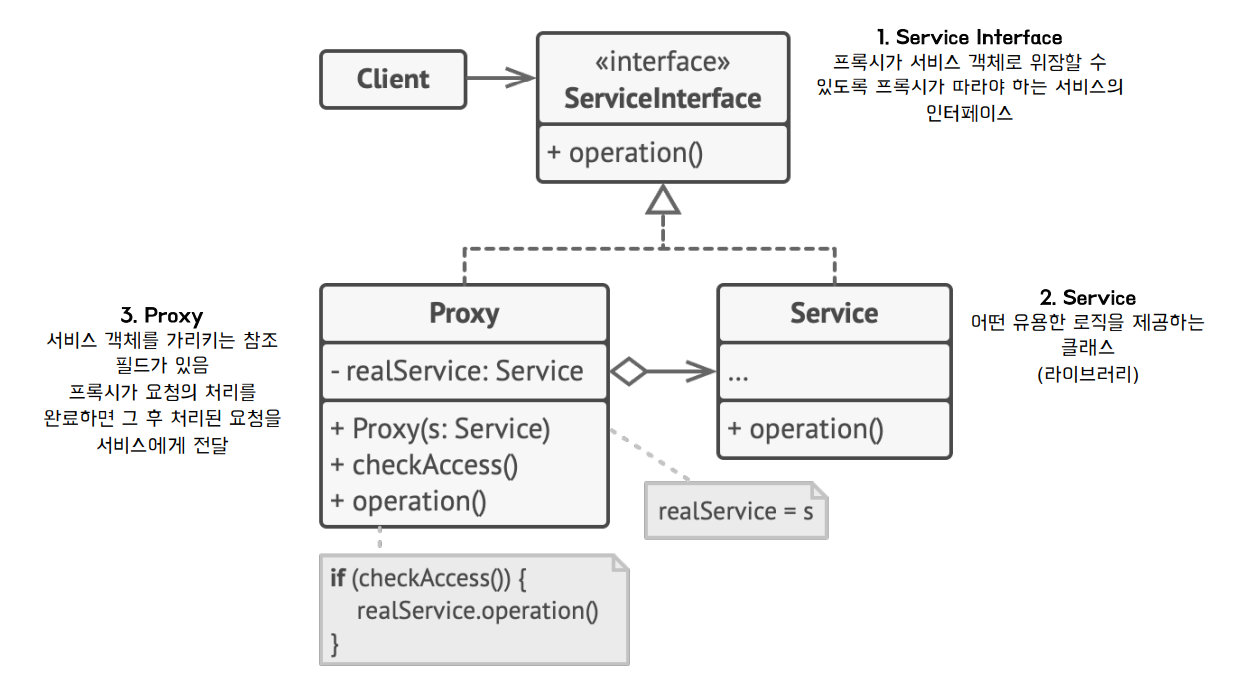 Client
«interface»
ServiceInterface
+ operation()
1. Service Interface
프록시가 서비스 객체로 위장할 수
있도록 프록시가 따라야 하는 서비스의
인터페이스
3. Proxy
서비스 객체를 가리키는 참조
필드가 있음
프록시가 요청의 처리를
완료하면 그 후 처리된 요청을
서비스에게 전달
Proxy
- realService: Service
+ Proxy(s: Service)
+ checkAccess()
+ operation()
Service
...
+ operation()
2. Service
어떤 유용한 로직을 제공하는
클래스
(라이브러리)
realService = s
if (checkAccess()) {
realService.operation()
}